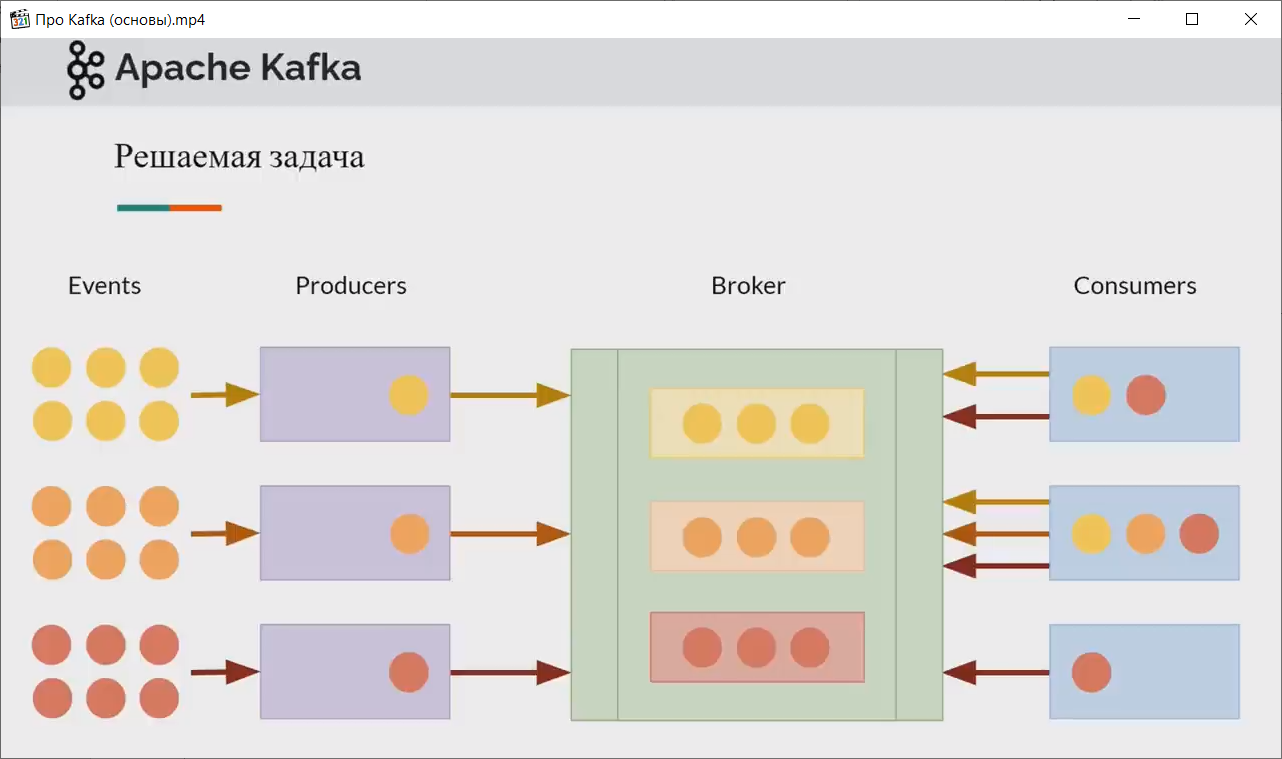 Про Kafka (основы).mp4
Apache Kafka
Решаемая задача
Events Producers Broker Consumers